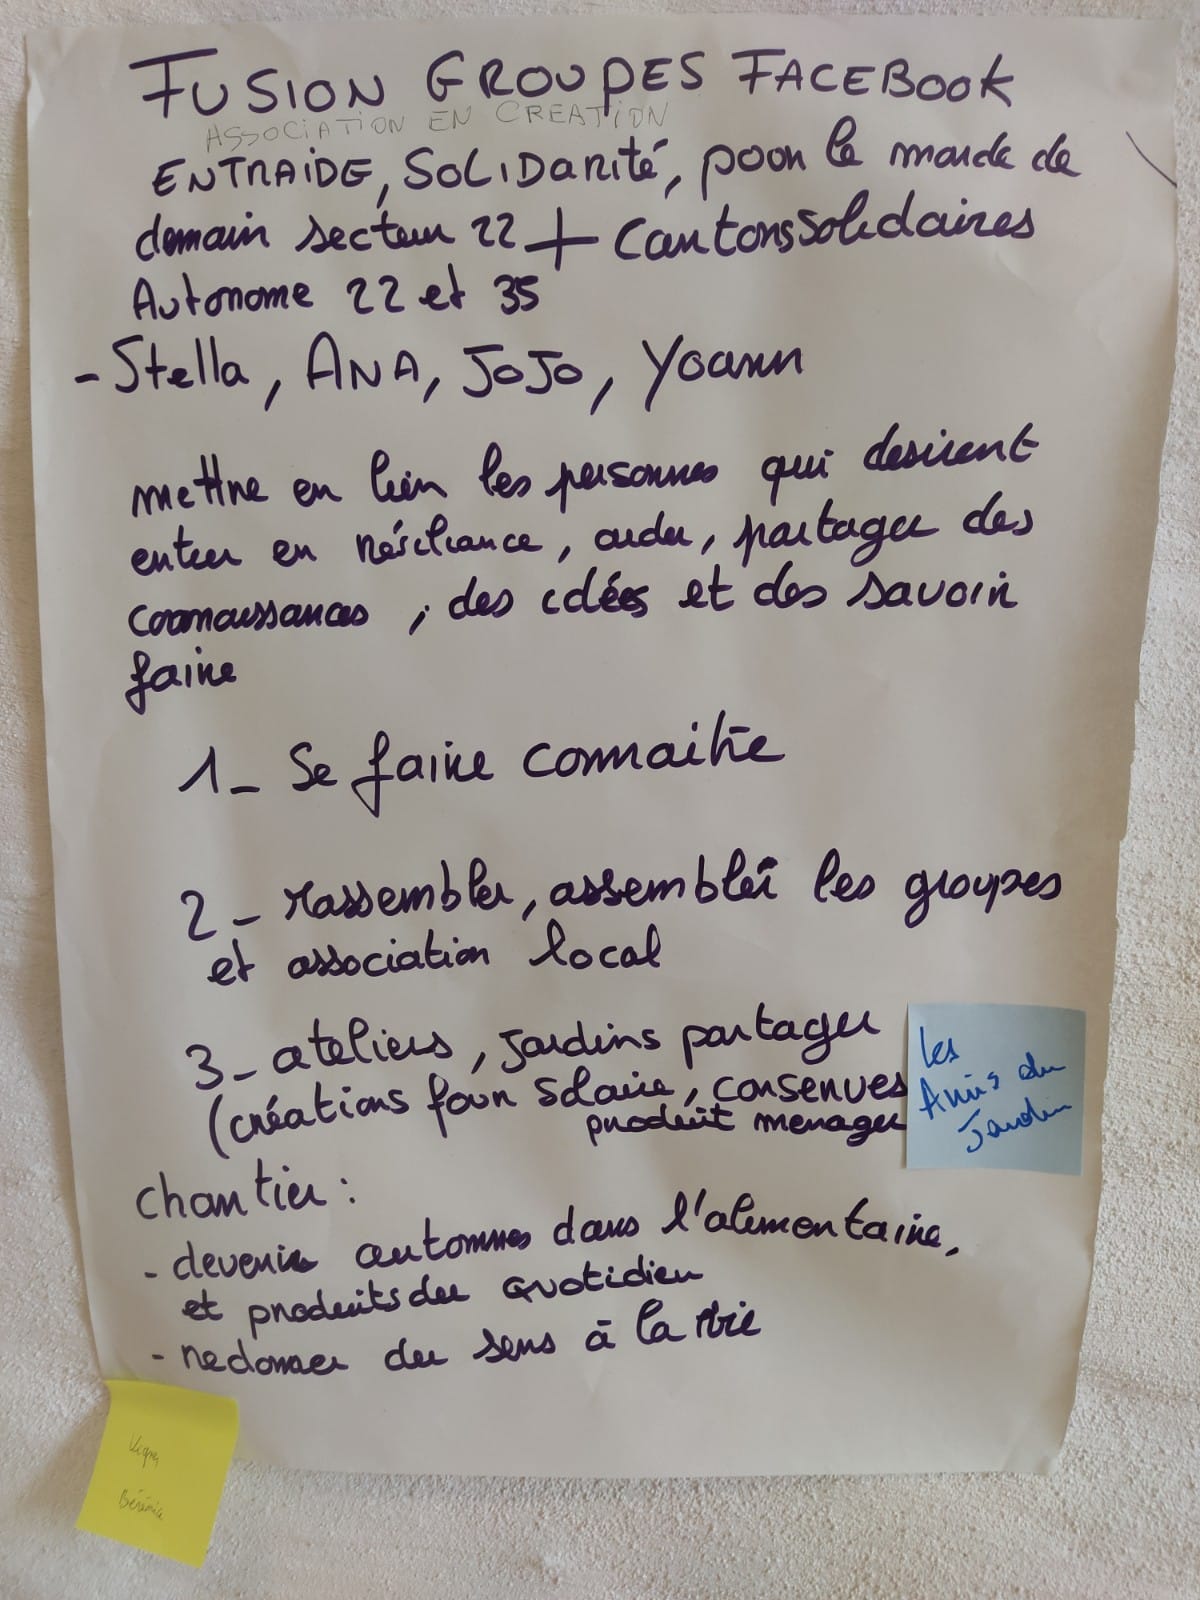 FUSION GROUPES FACEBOOK
ASSOCIATION EN CREATION
ENTRAIDE, SOLIDARITÉ, pour le monde de
demain secteur 22 + Cantons solidaires
Autonome 22 et 35
- Stella, ANA, JOJO, Yoann
mettre en lien les personnes qui desirent
entrer en résiliance, aider, partager des
connaissances, des idées et des savoir
faire
1_ Se faire connaitre
2_ rassembler, assembler les groupes
et association local
3_ ateliers, jardins partager
(créations four solaire, conserves
produit menager
les
Amis du
Jardin
Chantier :
- devenir autonomes dans l'alimentaire,
et produits du quotidien
- redonner du sens à la vie
Bérénice